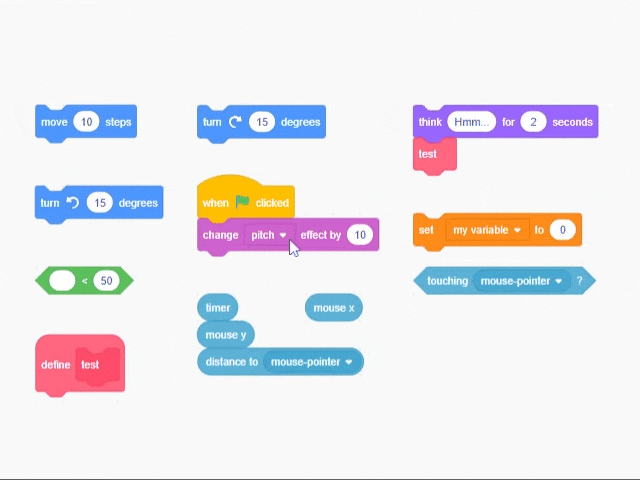 move 10 steps
turn 15 degrees
think Hmm... for 2 seconds
test
turn 15 degrees
when clicked
change pitch effect by 10
set my variable to 0
< 50
touching mouse-pointer ?
timer
mouse x
mouse y
distance to mouse-pointer
define test